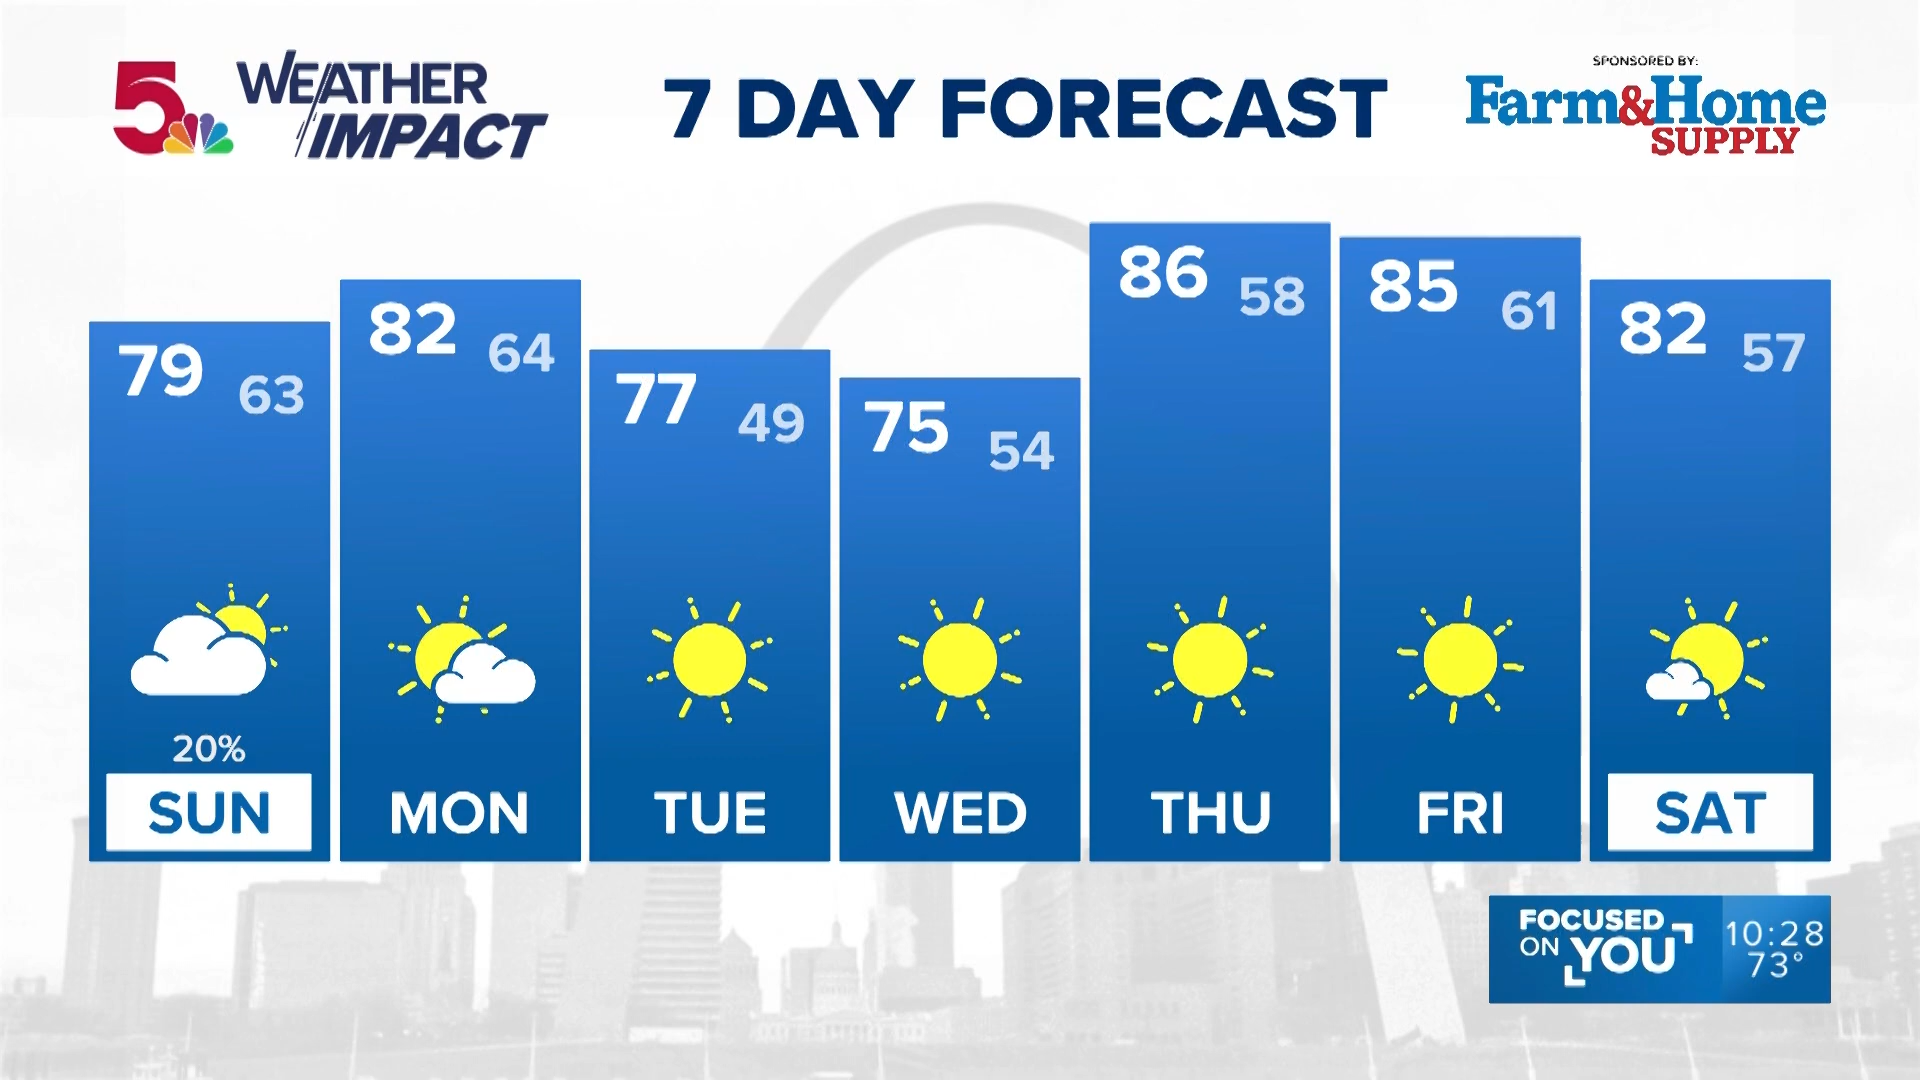 5 WEATHER IMPACT
7 DAY FORECAST
SPONSORED BY:
Farm&Home
SUPPLY
79 63
20%
SUN
82 64
MON
77 49
TUE
75 54
WED
86 58
THU
85 61
FRI
82 57
SAT
FOCUSED
ON YOU
10:28
73°